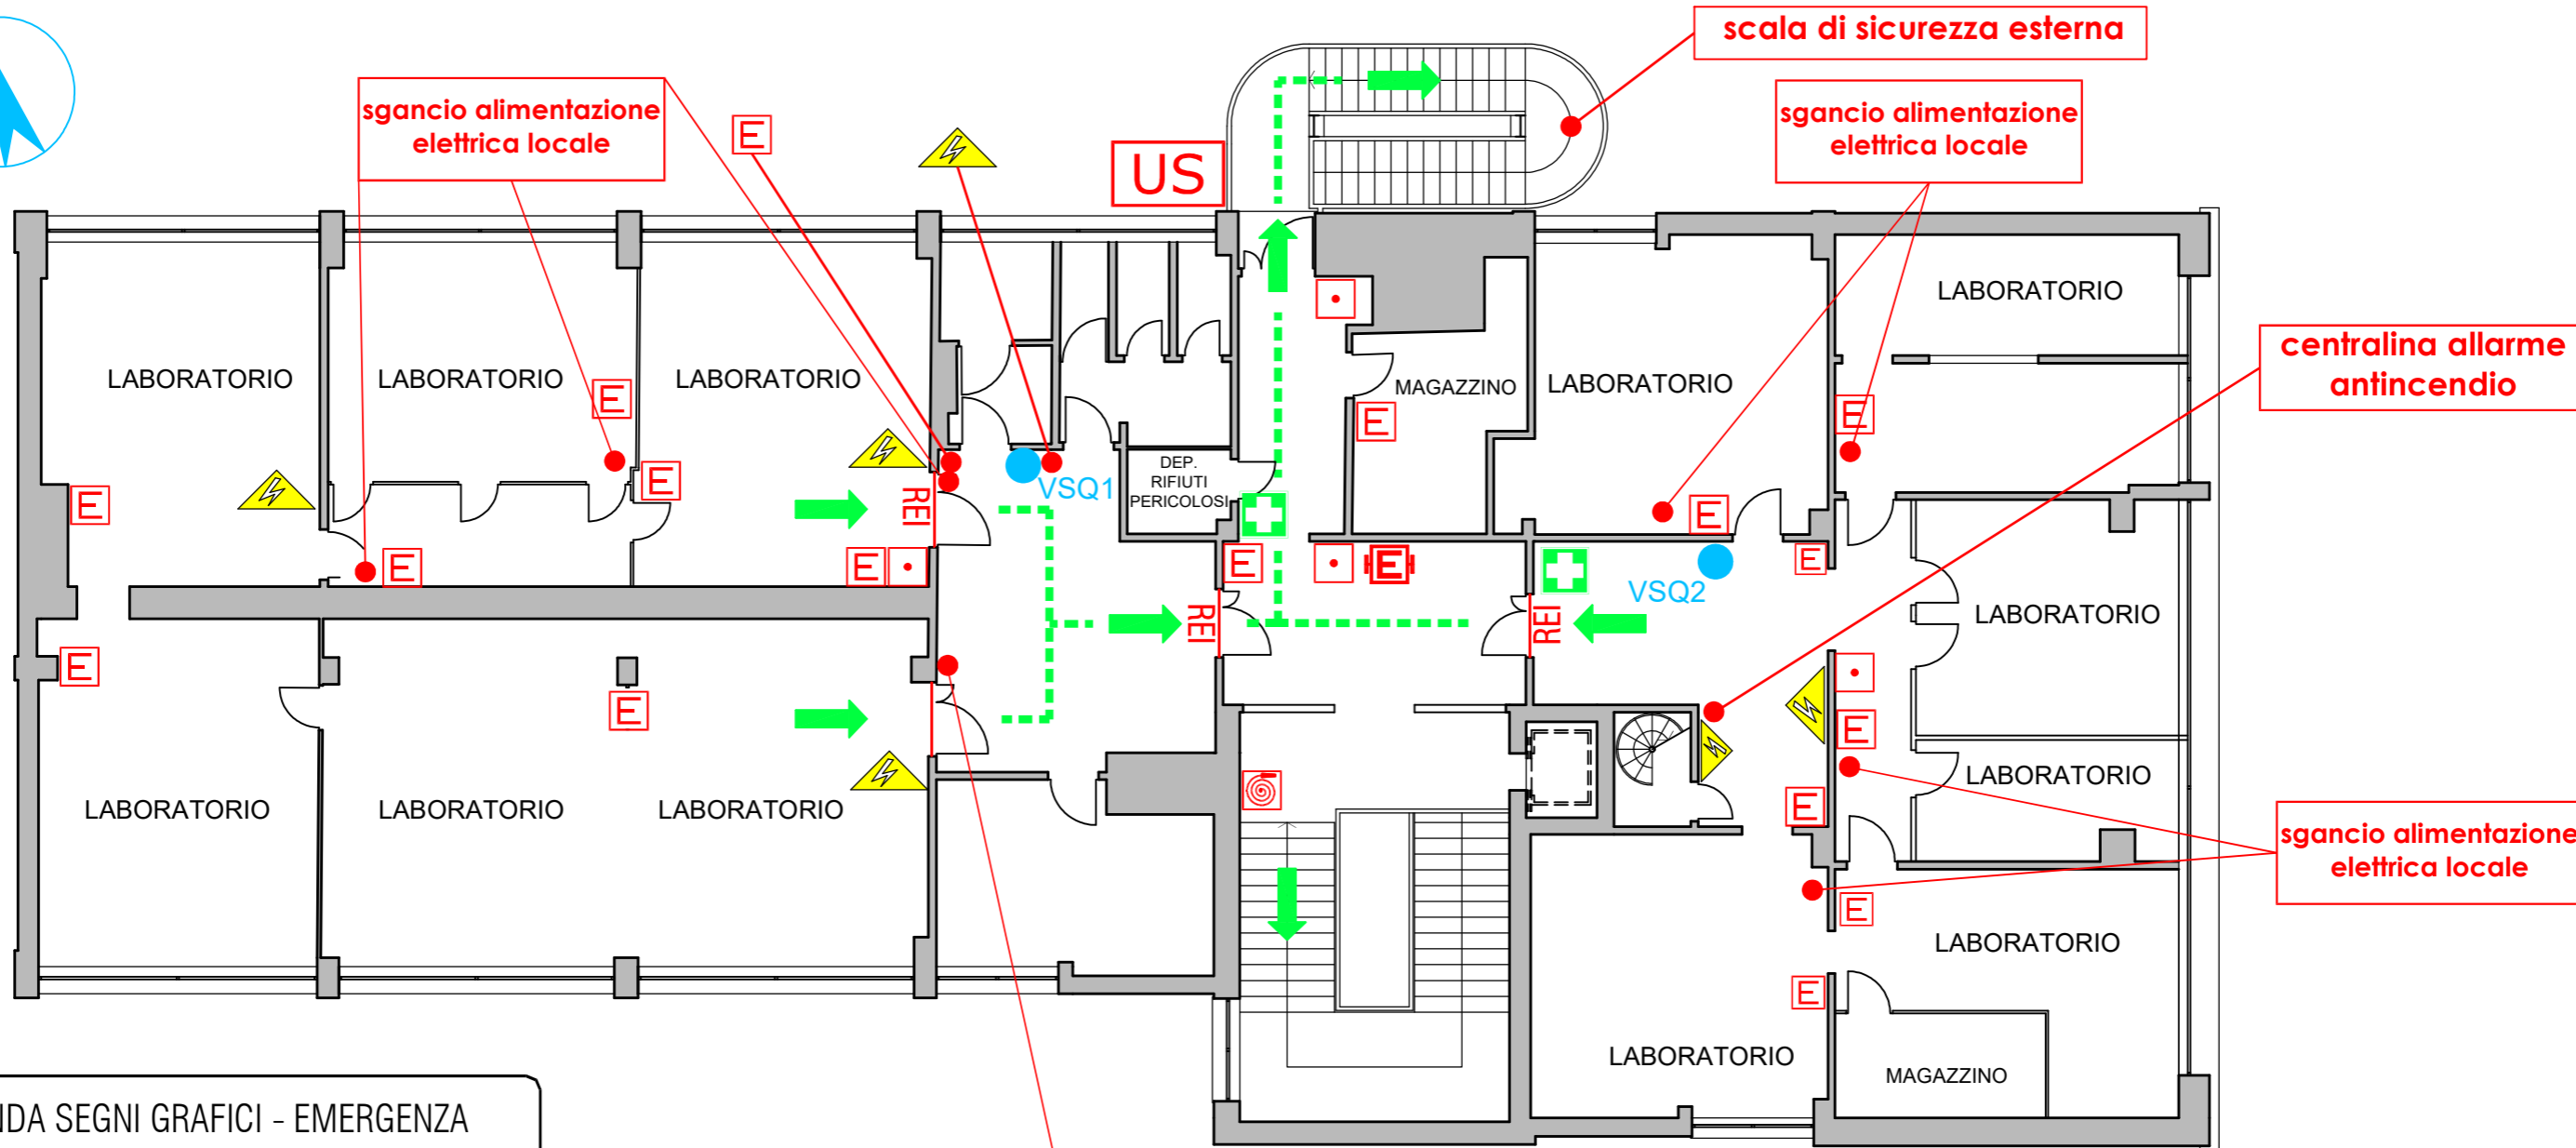 scala di sicurezza esterna
sgancio alimentazione
elettrica locale
E
US
sgancio alimentazione
elettrica locale
LABORATORIO
centralina allarme
antincendio
LABORATORIO
LABORATORIO
LABORATORIO
E
MAGAZZINO
LABORATORIO
E
E
DEP.
RIFIUTI
PERICOLOSI
E
E
VSQ1
REI
E
E
E
E
E
E
E
VSQ2
LABORATORIO
REI
REI
E
E
E
LABORATORIO
LABORATORIO
LABORATORIO
LABORATORIO
E
sgancio alimentazione
elettrica locale
E
LABORATORIO
E
LABORATORIO
MAGAZZINO
NDA SEGNI GRAFICI - EMERGENZA